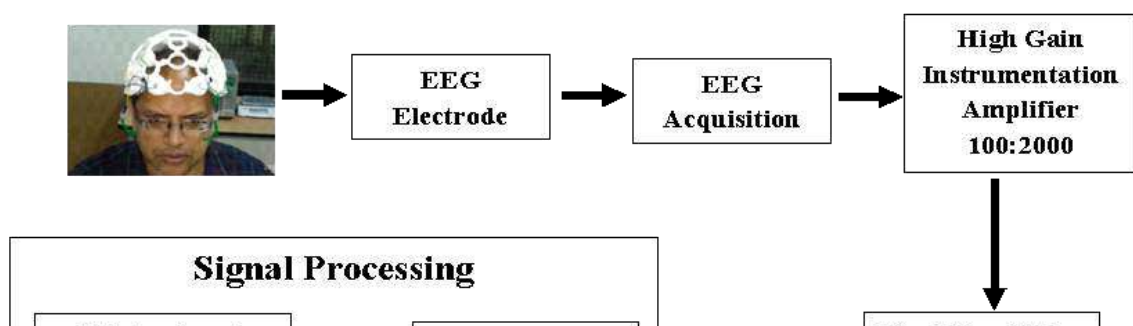 EEG
Electrode
EEG
Acquisition
High Gain
Instrumentation
Amplifier
100:2000
Signal Processing